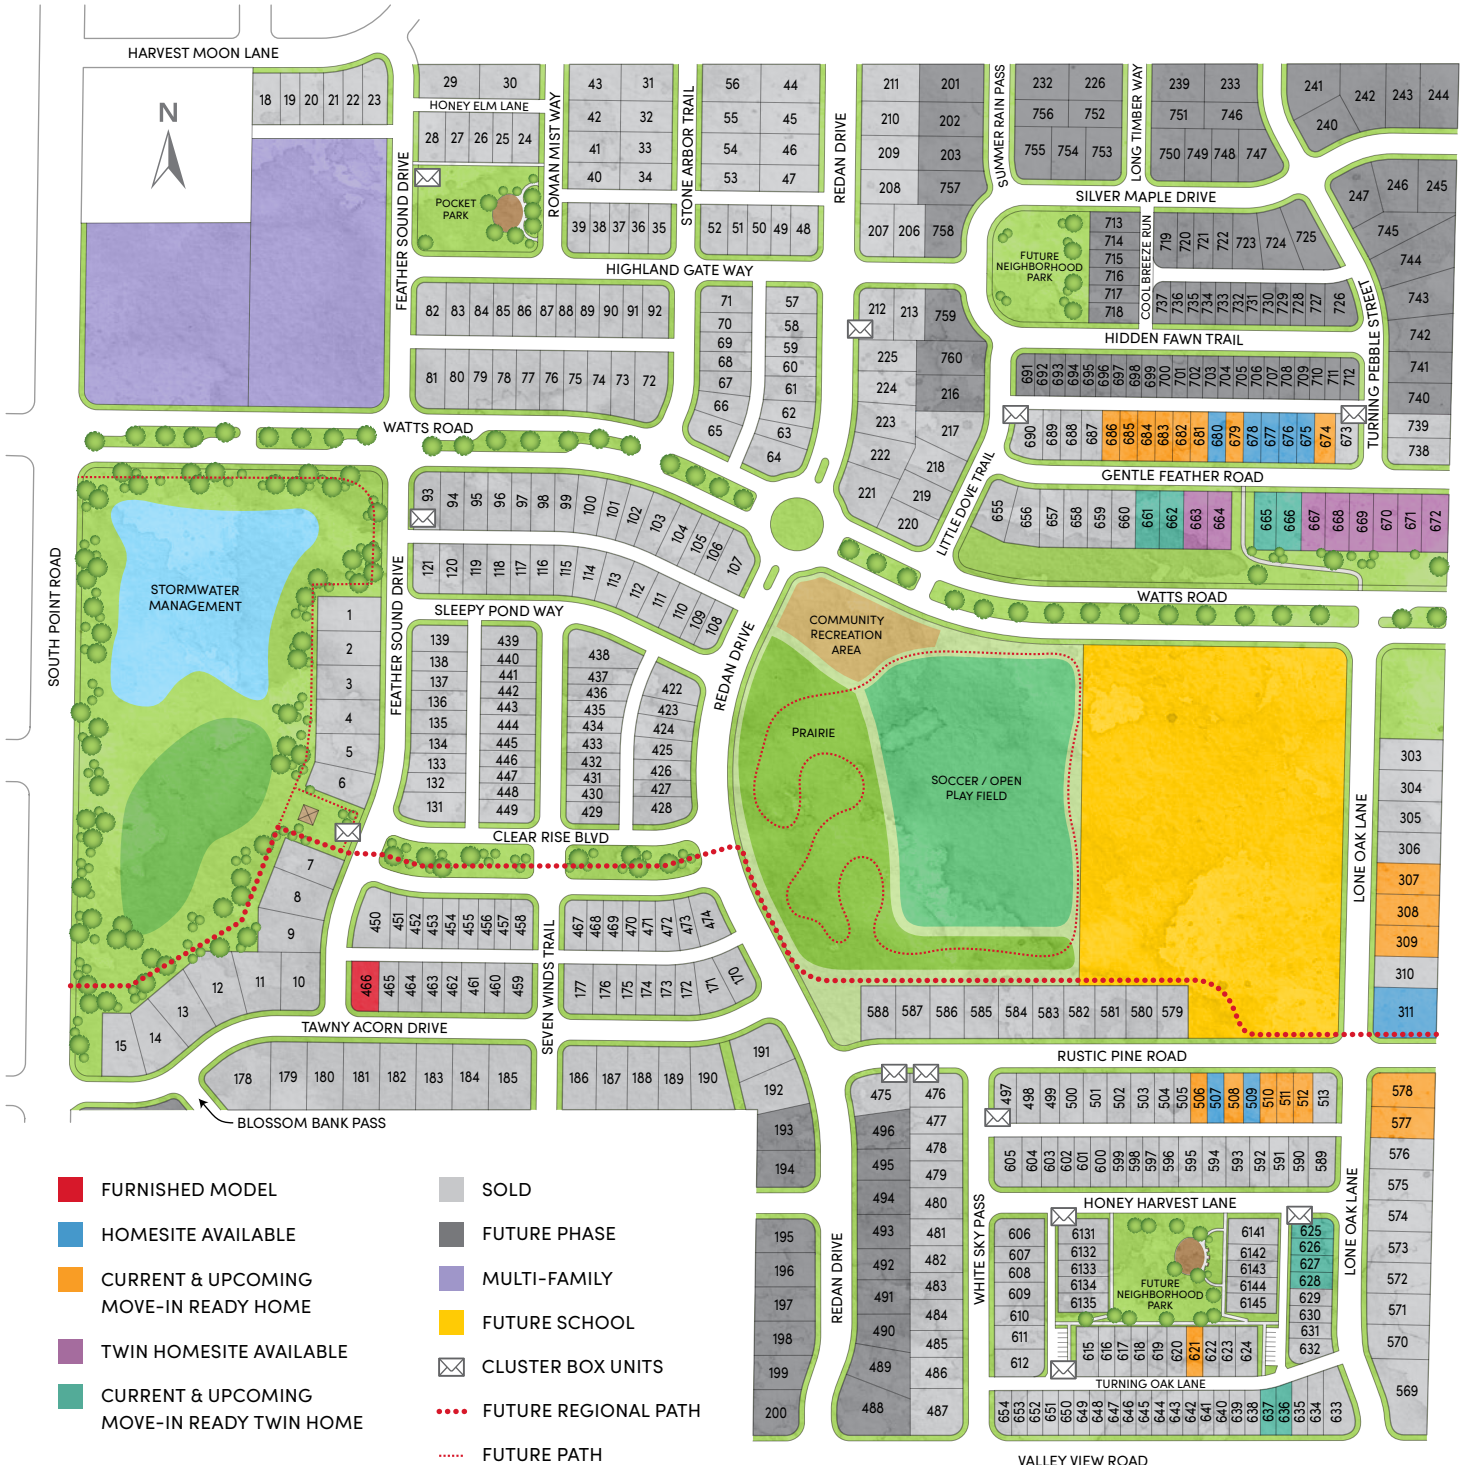 HARVEST MOON LANE
N
18 19 20 21 22 23
29 30
HONEY ELM LANE
28 27 26 25 24
POCKET
PARK
FEATHER SOUND DRIVE
ROMAN MIST WAY
43 31
42 32
41 33
40 34
39 38 37 36 35
STONE ARBOR TRAIL
56 44
55 45
54 46
53 47
52 51 50 49 48
REDAN DRIVE
211 201
210 202
209 203
208 757
207 206 758
SUMMER RAIN PASS
232 226
756 752
755 754 753
LONG TIMBER WAY
239 233
751 746
750 749 748 747
241 242 243 244
240
SILVER MAPLE DRIVE
247 246 245
745
744
743
742
741
740
739
738
TURNING PEBBLE STREET
FUTURE
NEIGHBORHOOD
PARK
713
714
715
716
717
718
COOL BREEZE RUN
719 720 721 722 723 724 725
737 736 735 734 733 732 731 730 729 728 727 726
HIDDEN FAWN TRAIL
691 692 693 694 695 696 697 698 699 700 701 702 703 704 705 706 707 708 709 710 711 712
690 689 688 687 686 685 684 683 682 681 680 679 678 677 676 675 674 673
GENTLE FEATHER ROAD
655 656 657 658 659 660 661 662 663 664 665 666 667 668 669 670 671 672
LITTLE DOVE TRAIL
WATTS ROAD
HIGHLAND GATE WAY
82 83 84 85 86 87 88 89 90 91 92
81 80 79 78 77 76 75 74 73 72
71 57
70 58
69 59
68 60
67 61
66 62
65 63
64
212 213 759
225 760
224 216
223 217
222 218
221 219
220
WATTS ROAD
93 94 95 96 97 98 99 100 101 102 103 104 105 106 107
121 120 119 118 117 116 115 114 113 112 111 110 109 108
SLEEPY POND WAY
SOUTH POINT ROAD
STORMWATER
MANAGEMENT
1
2
3
4
5
6
7
8
9
10
11
12
13
14
15
FEATHER SOUND DRIVE
139 439
138 440
137 441
136 442
135 443
134 444
133 445
132 446
131 447
448
449
438
437
436
435
434
433
432
431
430
429
422
423
424
425
426
427
428
REDAN DRIVE
COMMUNITY
RECREATION
AREA
PRAIRIE
SOCCER / OPEN
PLAY FIELD
LONE OAK LANE
303
304
305
306
307
308
309
310
311
CLEAR RISE BLVD
450 451 452 453 454 455 456 457 458
466 465 464 463 462 461 460 459
SEVEN WINDS TRAIL
467 468 469 470 471 472 473 474
177 176 175 174 173 172 171 170
TAWNY ACORN DRIVE
178 179 180 181 182 183 184 185
186 187 188 189 190
191
192
193
194
195
196
197
198
199
200
BLOSSOM BANK PASS
588 587 586 585 584 583 582 581 580 579
RUSTIC PINE ROAD
475 476
496 477
495 478
494 479
493 480
492 481
491 482
490 483
489 484
488 485
486
487
REDAN DRIVE
WHITE SKY PASS
497 498 499 500 501 502 503 504 505 506 507 508 509 510 511 512 513
605 604 603 602 601 600 599 598 597 596 595 594 593 592 591 590 589
HONEY HARVEST LANE
606
607
608
609
610
611
612
6131
6132
6133
6134
6135
FUTURE
NEIGHBORHOOD
PARK
6141
6142
6143
6144
6145
625
626
627
628
629
630
631
632
615 616 617 618 619 620 621 622 623 624
TURNING OAK LANE
654 653 652 651 650 649 648 647 646 645 644 643 642 641 640 639 638 637 636 635 634 633
VALLEY VIEW ROAD
LONE OAK LANE
578
577
576
575
574
573
572
571
570
569
FURNISHED MODEL
HOMESITE AVAILABLE
CURRENT & UPCOMING
MOVE-IN READY HOME
TWIN HOMESITE AVAILABLE
CURRENT & UPCOMING
MOVE-IN READY TWIN HOME
SOLD
FUTURE PHASE
MULTI-FAMILY
FUTURE SCHOOL
CLUSTER BOX UNITS
FUTURE REGIONAL PATH
FUTURE PATH